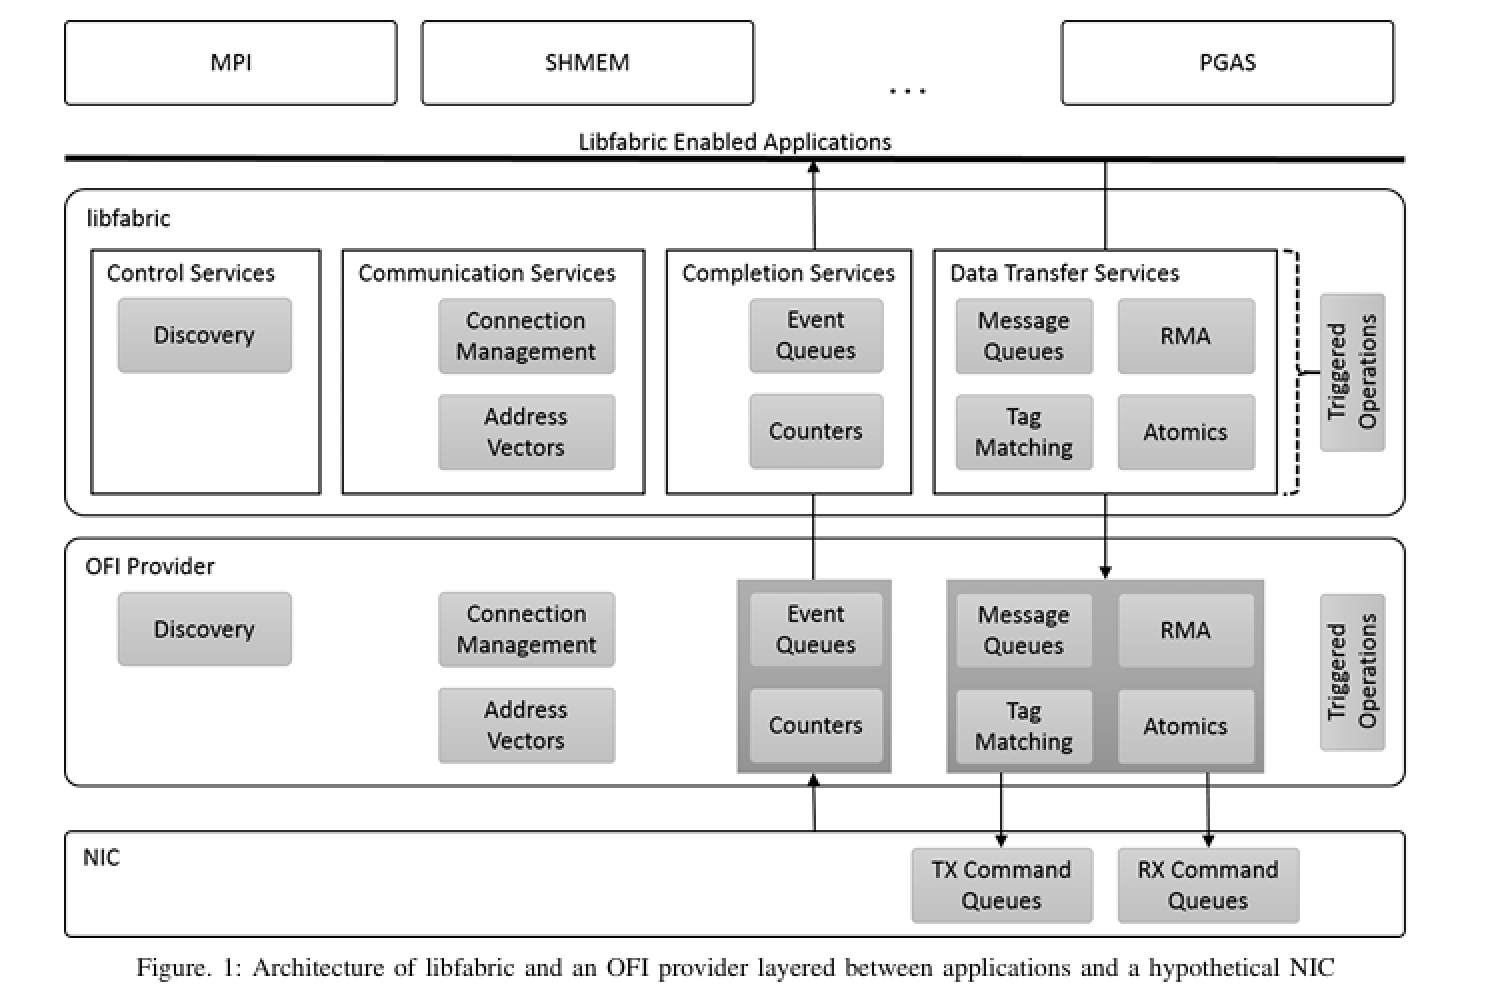 MPI
SHMEM
...
PGAS
Libfabric Enabled Applications
libfabric
Control Services
Discovery
Communication Services
Connection
Management
Address
Vectors
Completion Services
Event
Queues
Counters
Data Transfer Services
Message
Queues
RMA
Tag
Matching
Atomics
Triggered
Operations
OFI Provider
Discovery
Connection
Management
Address
Vectors
Event
Queues
Counters
Message
Queues
RMA
Tag
Matching
Atomics
Triggered
Operations
NIC
TX Command
Queues
RX Command
Queues
Figure. 1: Architecture of libfabric and an OFI provider layered between applications and a hypothetical NIC